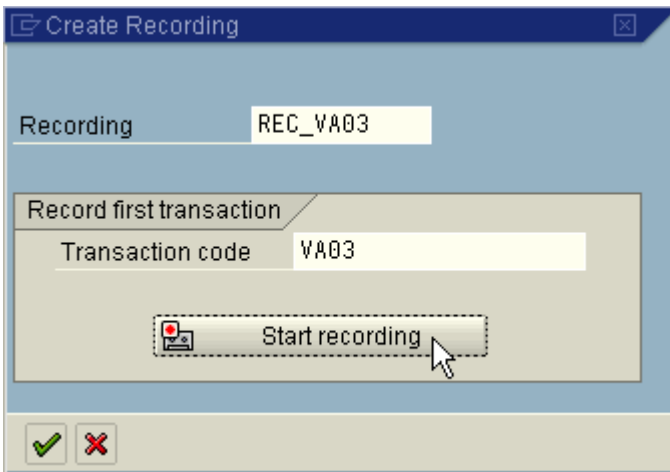 Create Recording
Recording REC_VA03
Record first transaction
Transaction code VA03
Start recording